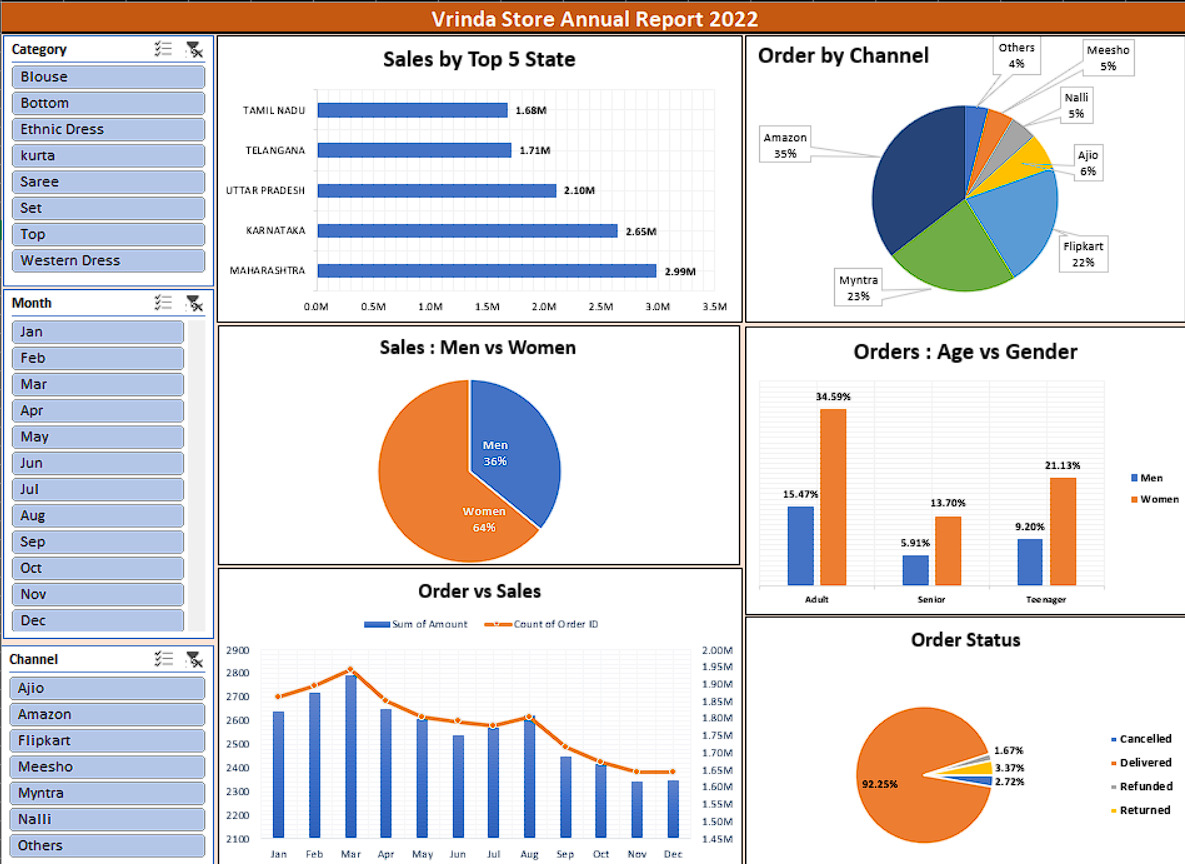 Vrinda Store Annual Report 2022
Category
Blouse
Bottom
Ethnic Dress
kurta
Saree
Set
Top
Western Dress
Month
Jan
Feb
Mar
Apr
May
Jun
Jul
Aug
Sep
Oct
Nov
Dec
Channel
Ajio
Amazon
Flipkart
Meesho
Myntra
Nalli
Others
Sales by Top 5 State
TAMIL NADU 1.68M
TELANGANA 1.71M
UTTAR PRADESH 2.10M
KARNATAKA 2.65M
MAHARASHTRA 2.99M
0.0M 0.5M 1.0M 1.5M 2.0M 2.5M 3.0M 3.5M
Order by Channel
Others
4%
Meesho
5%
Nalli
5%
Ajio
6%
Flipkart
22%
Myntra
23%
Amazon
35%
Sales : Men vs Women
Men
36%
Women
64%
Orders : Age vs Gender
15.47% 34.59%
5.91% 13.70%
9.20% 21.13%
Adult Senior Teenager
Men
Women
Order vs Sales
Sum of Amount Count of Order ID
2900 2.00M
2800 1.95M
2700 1.90M
2600 1.85M
2500 1.80M
2400 1.75M
2300 1.70M
2200 1.65M
2100 1.60M
1.55M
1.50M
1.45M
Jan Feb Mar Apr May Jun Jul Aug Sep Oct Nov Dec
Order Status
92.25%
1.67%
3.37%
2.72%
Cancelled
Delivered
Refunded
Returned